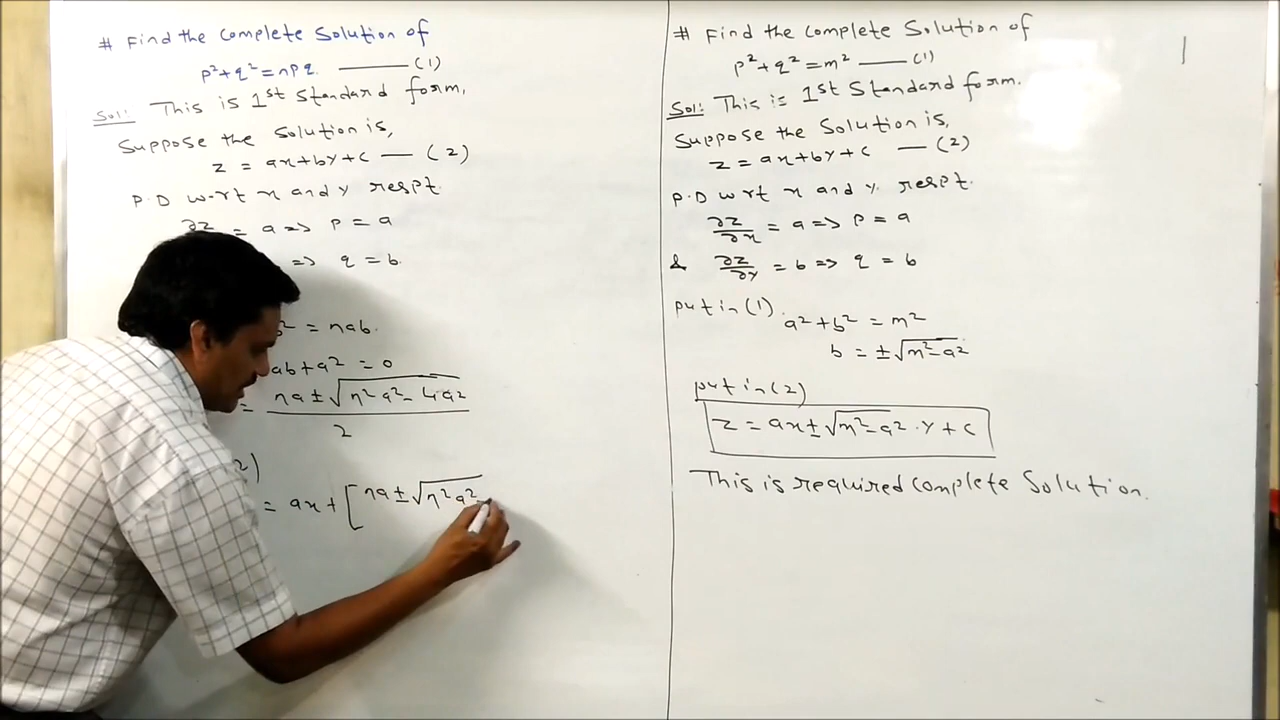 # Find the Complete Solution of
p²+q²=npq. ——— (1)
Sol: This is 1st Standard form.
Suppose the Solution is,
z = ax+by+c — (2)
P.D w.r.t x and y respt.
∂z = a => p = a
=> q = b.
b² = nab.
ab+a² = 0
= na ± √n²a²-4a²
2
2)
= ax + [na ± √n²a²
# Find the complete Solution of
p²+q²=m² —— (1)
Sol: This is 1st Standard form.
Suppose the Solution is,
z = ax+by+c — (2)
P.D w.r.t x and y. respt.
∂z/∂x = a => p = a
& ∂z/∂y = b => q = b
put in (1).
a²+b² = m²
b = ±√m²-a²
put in (2)
z = ax ± √m²-a² · y + c
This is required complete Solution.